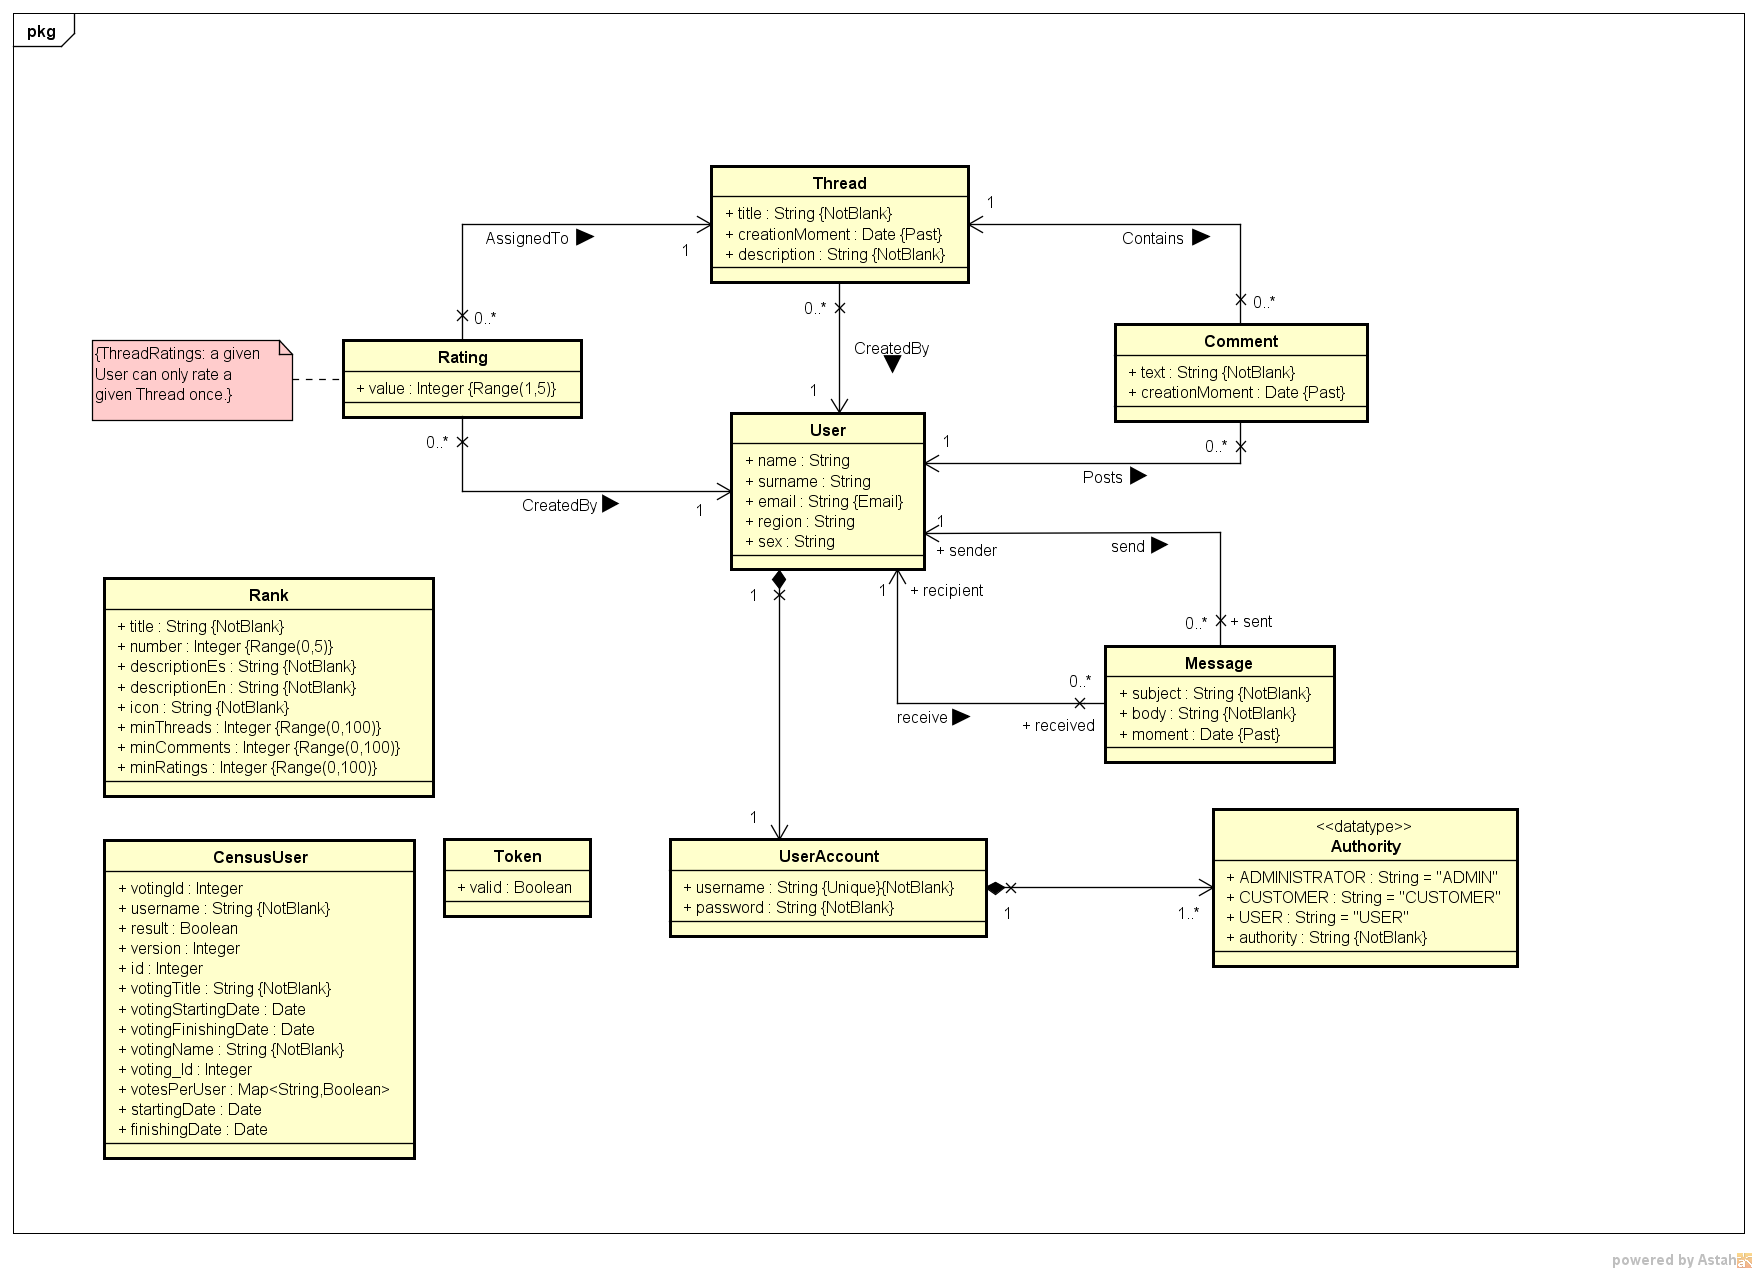 pkg
Thread
+ title : String {NotBlank}
+ creationMoment : Date {Past}
+ description : String {NotBlank}
1
AssignedTo
1
Contains
0..*
0..*
0..*
CreatedBy
1
{ThreadRatings: a given
User can only rate a
given Thread once.}
Rating
+ value : Integer {Range(1,5)}
0..*
CreatedBy
1
Comment
+ text : String {NotBlank}
+ creationMoment : Date {Past}
0..*
1
Posts
User
+ name : String
+ surname : String
+ email : String {Email}
+ region : String
+ sex : String
1
+ sender
send
1
+ recipient
1
0..*
+ sent
Message
+ subject : String {NotBlank}
+ body : String {NotBlank}
+ moment : Date {Past}
0..*
receive
+ received
Rank
+ title : String {NotBlank}
+ number : Integer {Range(0,5)}
+ descriptionEs : String {NotBlank}
+ descriptionEn : String {NotBlank}
+ icon : String {NotBlank}
+ minThreads : Integer {Range(0,100)}
+ minComments : Integer {Range(0,100)}
+ minRatings : Integer {Range(0,100)}
CensusUser
+ votingId : Integer
+ username : String {NotBlank}
+ result : Boolean
+ version : Integer
+ id : Integer
+ votingTitle : String {NotBlank}
+ votingStartingDate : Date
+ votingFinishingDate : Date
+ votingName : String {NotBlank}
+ voting_Id : Integer
+ votesPerUser : Map<String,Boolean>
+ startingDate : Date
+ finishingDate : Date
Token
+ valid : Boolean
1
UserAccount
+ username : String {Unique}{NotBlank}
+ password : String {NotBlank}
1
1..*
<<datatype>>
Authority
+ ADMINISTRATOR : String = "ADMIN"
+ CUSTOMER : String = "CUSTOMER"
+ USER : String = "USER"
+ authority : String {NotBlank}
powered by Astah